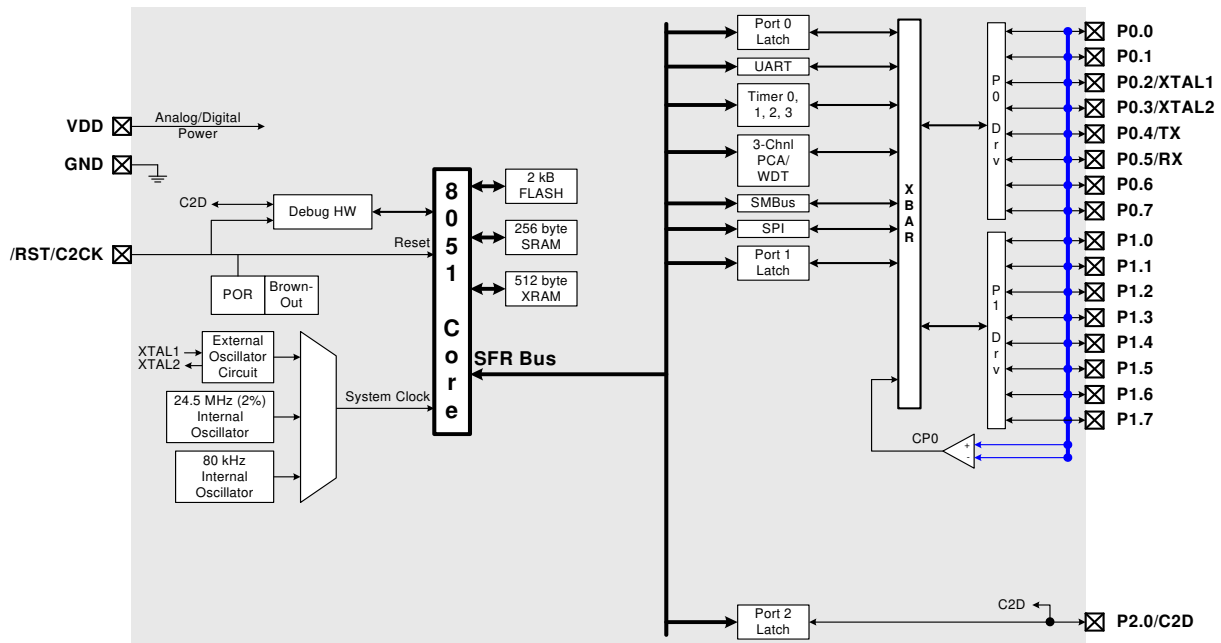 VDD
Analog/Digital
Power
GND
/RST/C2CK
C2D
Debug HW
Reset
POR
Brown-
Out
XTAL1
XTAL2
External
Oscillator
Circuit
24.5 MHz (2%)
Internal
Oscillator
80 kHz
Internal
Oscillator
System Clock
8
0
5
1
C
o
r
e
2 kB
FLASH
256 byte
SRAM
512 byte
XRAM
SFR Bus
Port 0
Latch
UART
Timer 0,
1, 2, 3
3-Chnl
PCA/
WDT
SMBus
SPI
Port 1
Latch
X
B
A
R
CP0
+
-
P
0
D
r
v
P
1
D
r
v
P0.0
P0.1
P0.2/XTAL1
P0.3/XTAL2
P0.4/TX
P0.5/RX
P0.6
P0.7
P1.0
P1.1
P1.2
P1.3
P1.4
P1.5
P1.6
P1.7
Port 2
Latch
C2D
P2.0/C2D